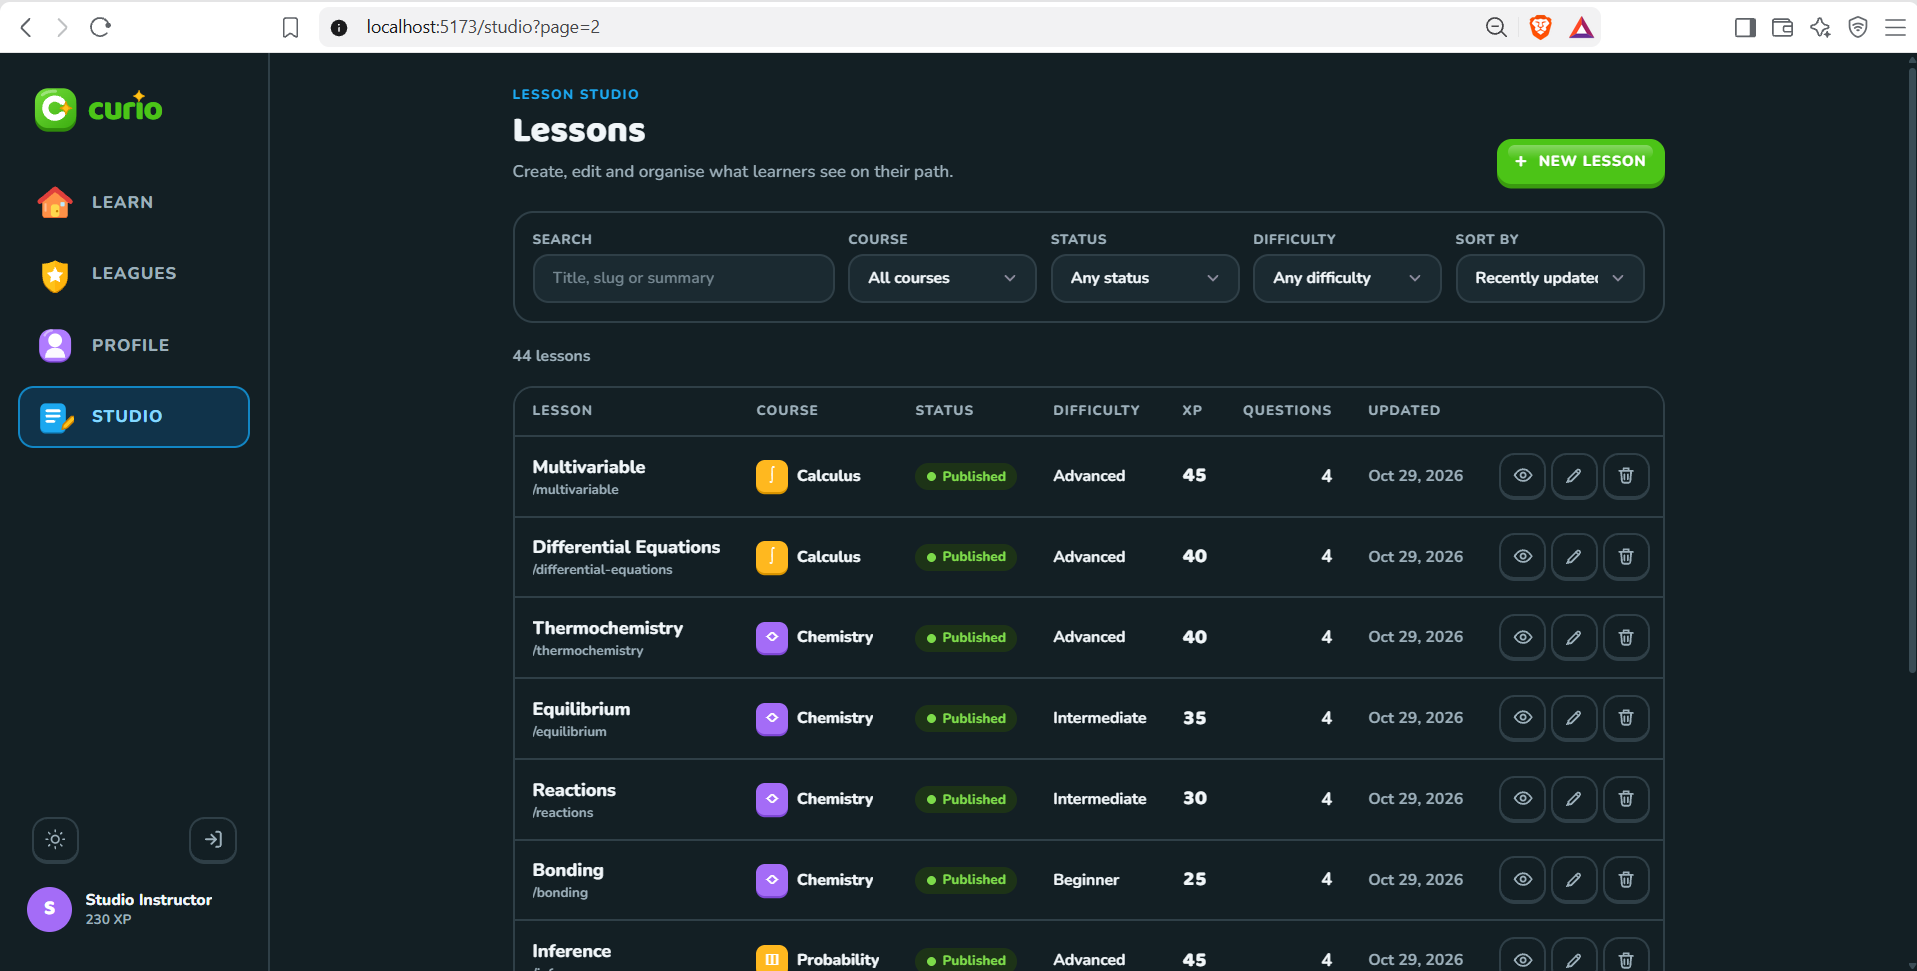 localhost:5173/studio?page=2
curio
LEARN
LEAGUES
PROFILE
STUDIO
Studio Instructor
230 XP
S
LESSON STUDIO
Lessons
Create, edit and organise what learners see on their path.
+ NEW LESSON
SEARCH COURSE STATUS DIFFICULTY SORT BY
Title, slug or summary All courses Any status Any difficulty Recently update
44 lessons
LESSON COURSE STATUS DIFFICULTY XP QUESTIONS UPDATED
Multivariable
/multivariable
∫ Calculus Published Advanced 45 4 Oct 29, 2026
Differential Equations
/differential-equations
∫ Calculus Published Advanced 40 4 Oct 29, 2026
Thermochemistry
/thermochemistry
Chemistry Published Advanced 40 4 Oct 29, 2026
Equilibrium
/equilibrium
Chemistry Published Intermediate 35 4 Oct 29, 2026
Reactions
/reactions
Chemistry Published Intermediate 30 4 Oct 29, 2026
Bonding
/bonding
Chemistry Published Beginner 25 4 Oct 29, 2026
Inference
Probability Published Advanced 45 4 Oct 29, 2026